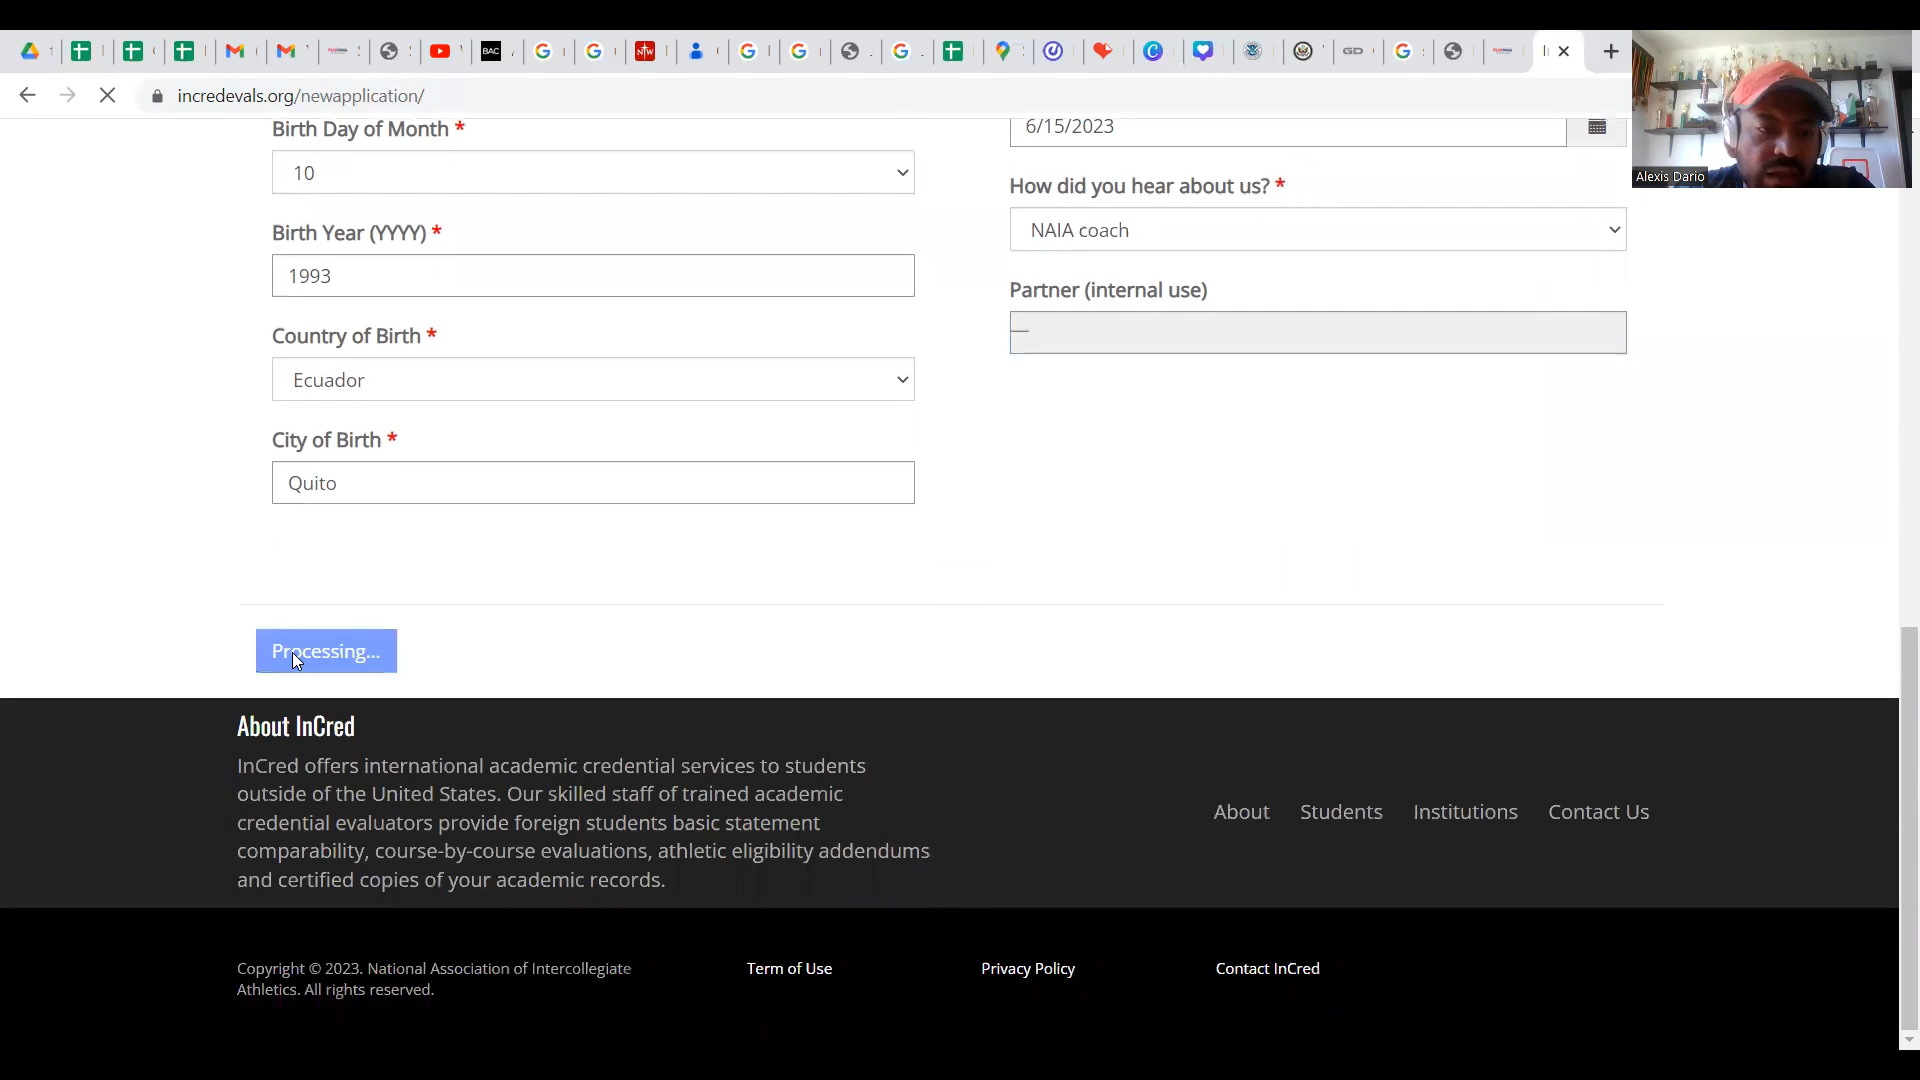 BAC
NTW
GD
incredevals.org/newapplication/
Alexis Dario
Birth Day of Month *
10
Birth Year (YYYY) *
1993
Country of Birth *
Ecuador
City of Birth *
Quito
6/15/2023
How did you hear about us? *
NAIA coach
Partner (internal use)
—
Processing...
About InCred
InCred offers international academic credential services to students
outside of the United States. Our skilled staff of trained academic
credential evaluators provide foreign students basic statement
comparability, course-by-course evaluations, athletic eligibility addendums
and certified copies of your academic records.
About Students Institutions Contact Us
Copyright © 2023. National Association of Intercollegiate
Athletics. All rights reserved.
Term of Use
Privacy Policy
Contact InCred